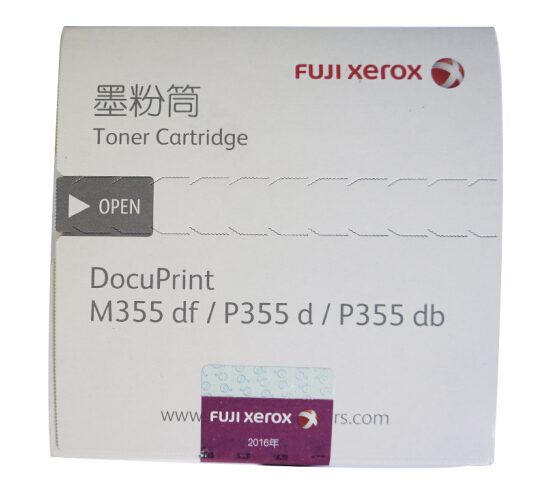 FUJI xerox
墨粉筒
Toner Cartridge
OPEN
DocuPrint
M355 df / P355 d / P355 db
FUJI xerox
2016年